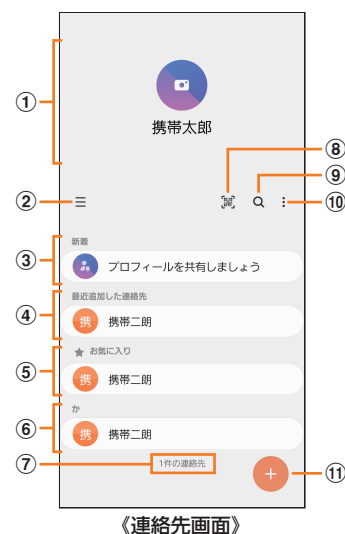 ①
携帯太郎
⑧
⑨
②
⑩
新着
③
プロフィールを共有しましょう
最近追加した連絡先
④
携
携帯二朗
お気に入り
⑤
携
携帯二朗
か
⑥
携
携帯二朗
⑦
1件の連絡先
⑪
《連絡先画面》